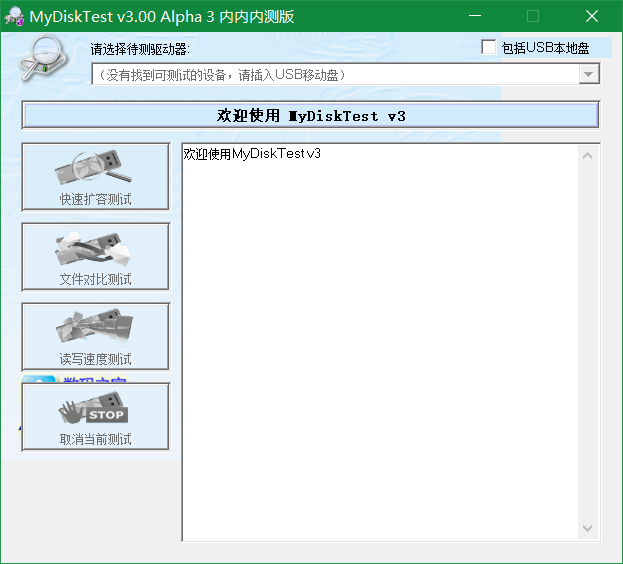 MyDiskTest v3.00 Alpha 3 内内内测版
请选择待测驱动器:
包括USB本地盘
（没有找到可测试的设备，请插入USB移动盘）
欢迎使用 MyDiskTest v3
欢迎使用MyDiskTest v3
快速扩容测试
文件对比测试
读写速度测试
数码之家
STOP
取消当前测试